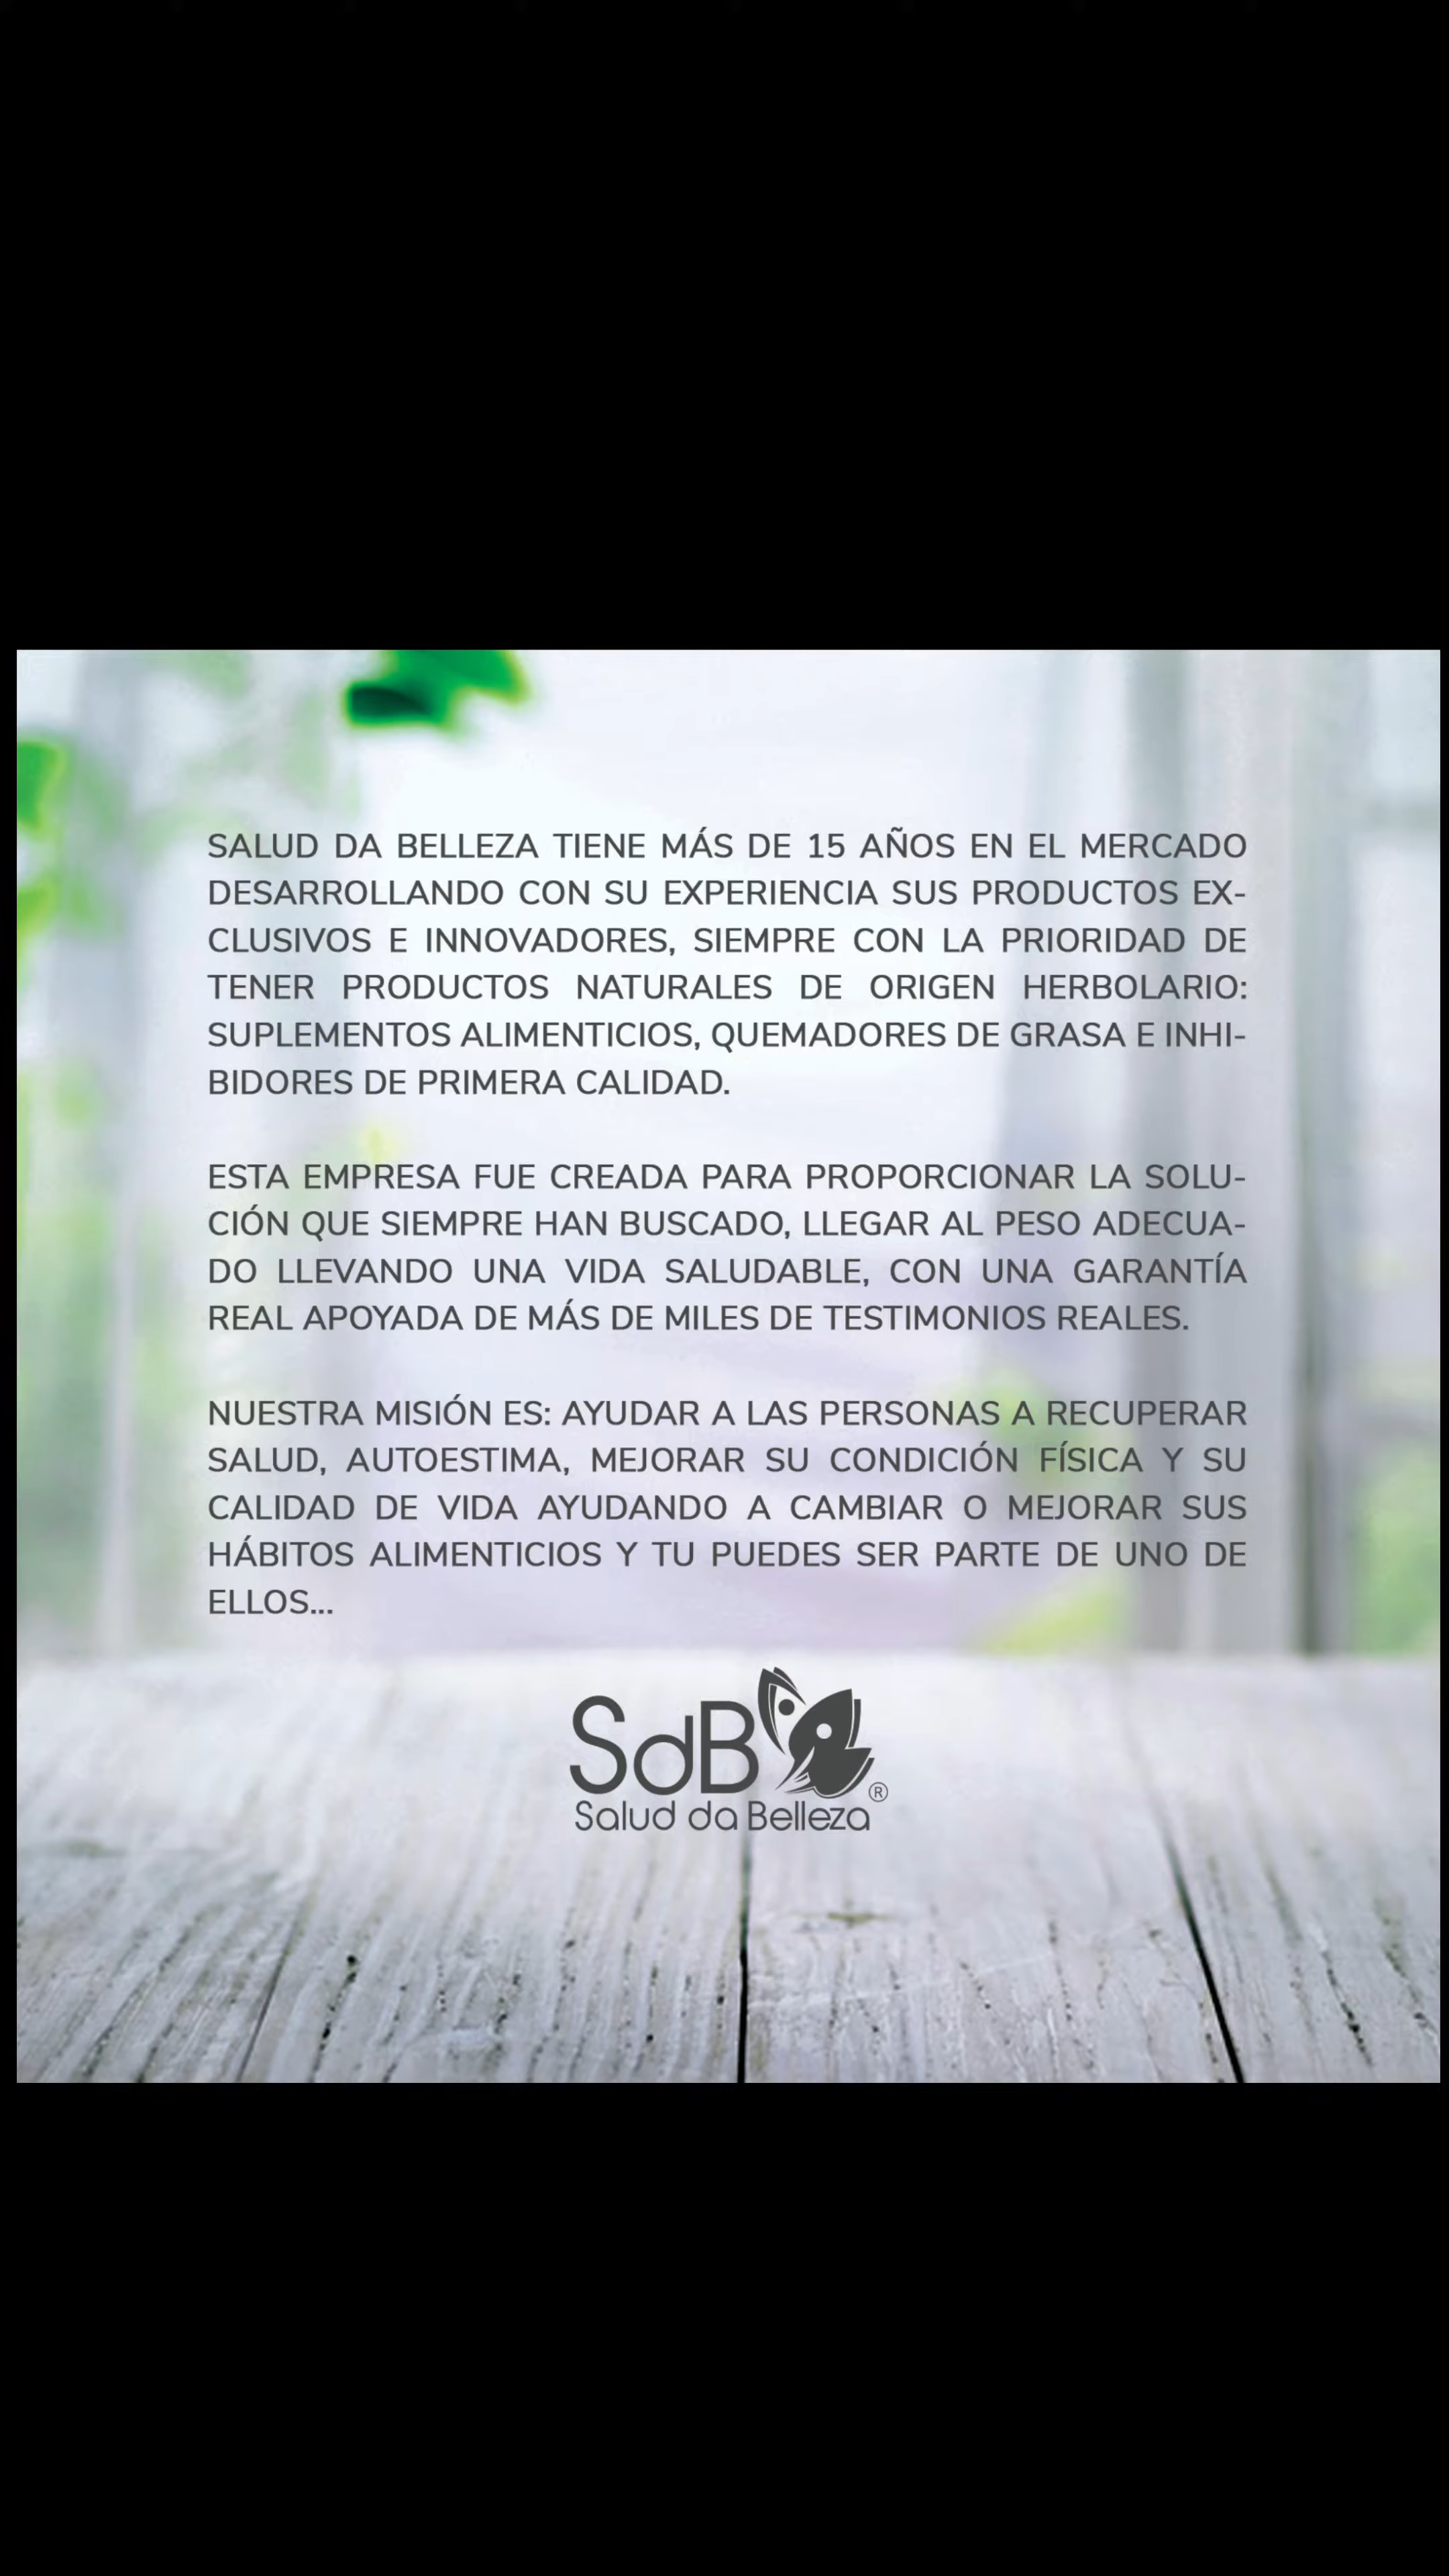 SALUD DA BELLEZA TIENE MÁS DE 15 AÑOS EN EL MERCADO
DESARROLLANDO CON SU EXPERIENCIA SUS PRODUCTOS EX-
CLUSIVOS E INNOVADORES, SIEMPRE CON LA PRIORIDAD DE
TENER PRODUCTOS NATURALES DE ORIGEN HERBOLARIO:
SUPLEMENTOS ALIMENTICIOS, QUEMADORES DE GRASA E INHI-
BIDORES DE PRIMERA CALIDAD.
ESTA EMPRESA FUE CREADA PARA PROPORCIONAR LA SOLU-
CIÓN QUE SIEMPRE HAN BUSCADO, LLEGAR AL PESO ADECUA-
DO LLEVANDO UNA VIDA SALUDABLE, CON UNA GARANTÍA
REAL APOYADA DE MÁS DE MILES DE TESTIMONIOS REALES.
NUESTRA MISIÓN ES: AYUDAR A LAS PERSONAS A RECUPERAR
SALUD, AUTOESTIMA, MEJORAR SU CONDICIÓN FÍSICA Y SU
CALIDAD DE VIDA AYUDANDO A CAMBIAR O MEJORAR SUS
HÁBITOS ALIMENTICIOS Y TU PUEDES SER PARTE DE UNO DE
ELLOS...
SdB
Salud da Belleza®